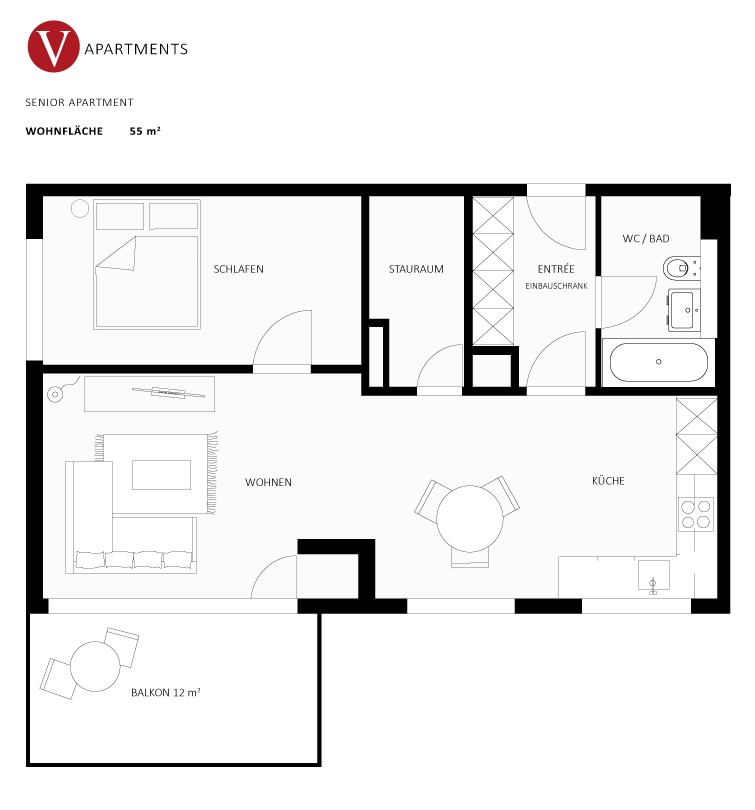 V APARTMENTS
SENIOR APARTMENT
WOHNFLÄCHE 55 m²
WC / BAD
SCHLAFEN
STAURAUM
ENTRÉE
EINBAUSCHRANK
WOHNEN
KÜCHE
BALKON 12 m²